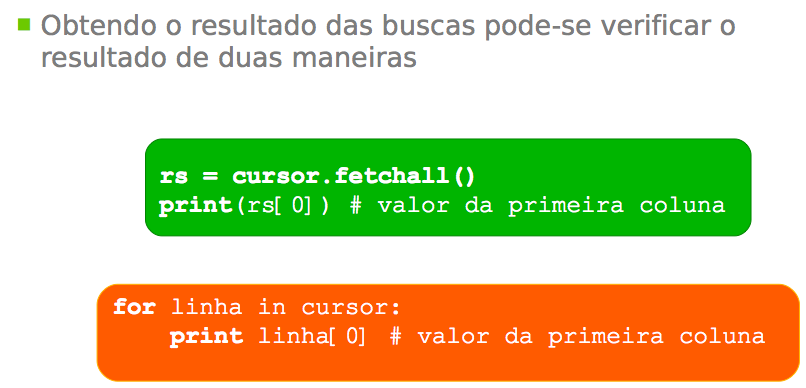 Obtendo o resultado das buscas pode-se verificar o
resultado de duas maneiras
rs = cursor.fetchall()
print(rs[0]) # valor da primeira coluna
for linha in cursor:
    print linha[0] # valor da primeira coluna